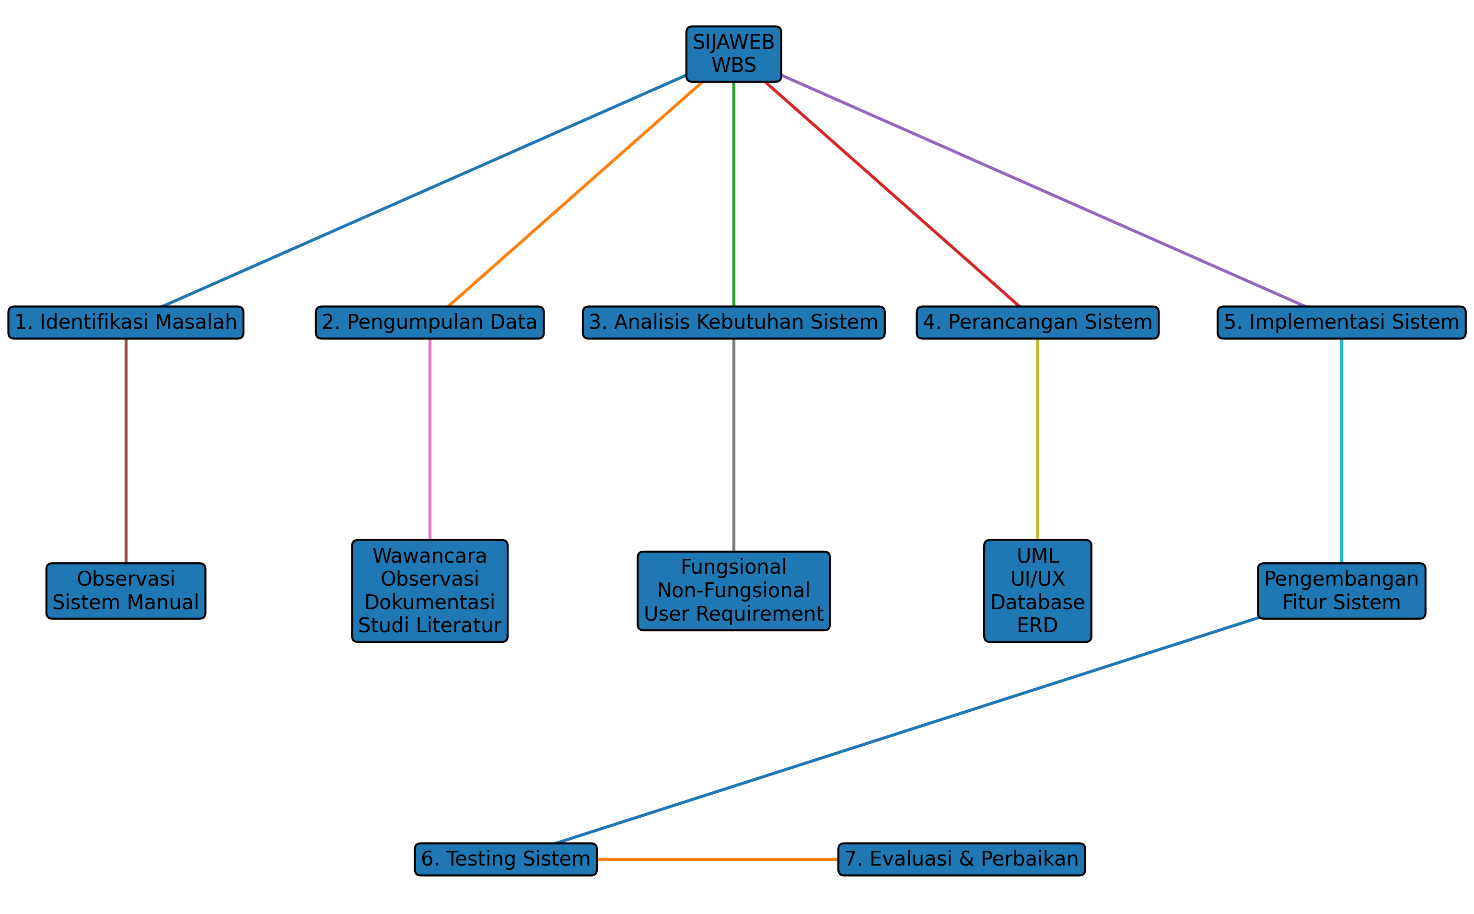 SIJAWEB
WBS
1. Identifikasi Masalah
2. Pengumpulan Data
3. Analisis Kebutuhan Sistem
4. Perancangan Sistem
5. Implementasi Sistem
Observasi
Sistem Manual
Wawancara
Observasi
Dokumentasi
Studi Literatur
Fungsional
Non-Fungsional
User Requirement
UML
UI/UX
Database
ERD
Pengembangan
Fitur Sistem
6. Testing Sistem
7. Evaluasi & Perbaikan